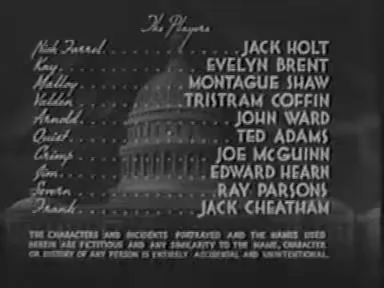 The Players
Nick Farrel..............JACK HOLT
Kay..............EVELYN BRENT
Malloy..............MONTAGUE SHAW
Valden..............TRISTRAM COFFIN
Arnold..............JOHN WARD
Quist..............TED ADAMS
Crimp..............JOE McGUINN
Jim..............EDWARD HEARN
Severn..............RAY PARSONS
Frank..............JACK CHEATHAM
THE CHARACTERS AND INCIDENTS PORTRAYED AND THE NAMES USED
HEREIN ARE FICTITIOUS AND ANY SIMILARITY TO THE NAME, CHARACTER
OR HISTORY OF ANY PERSON IS ENTIRELY ACCIDENTAL AND UNINTENTIONAL.